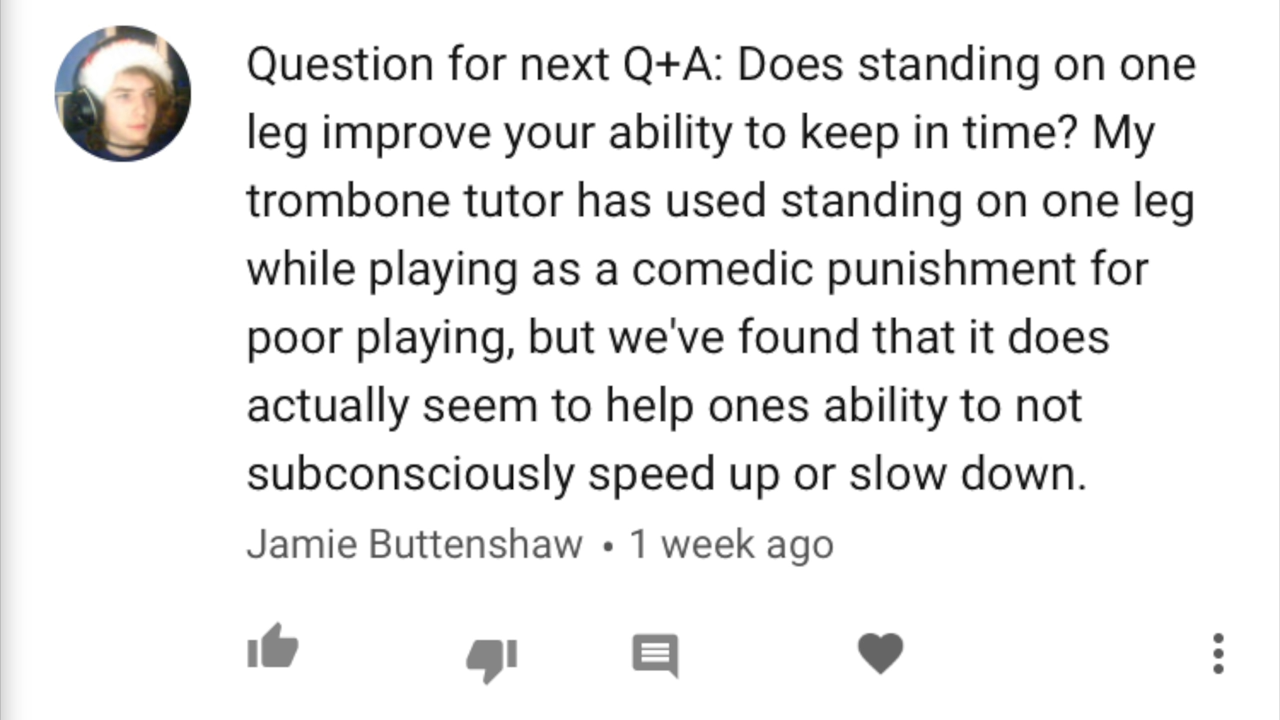 Question for next Q+A: Does standing on one
leg improve your ability to keep in time? My
trombone tutor has used standing on one leg
while playing as a comedic punishment for
poor playing, but we've found that it does
actually seem to help ones ability to not
subconsciously speed up or slow down.
Jamie Buttenshaw • 1 week ago